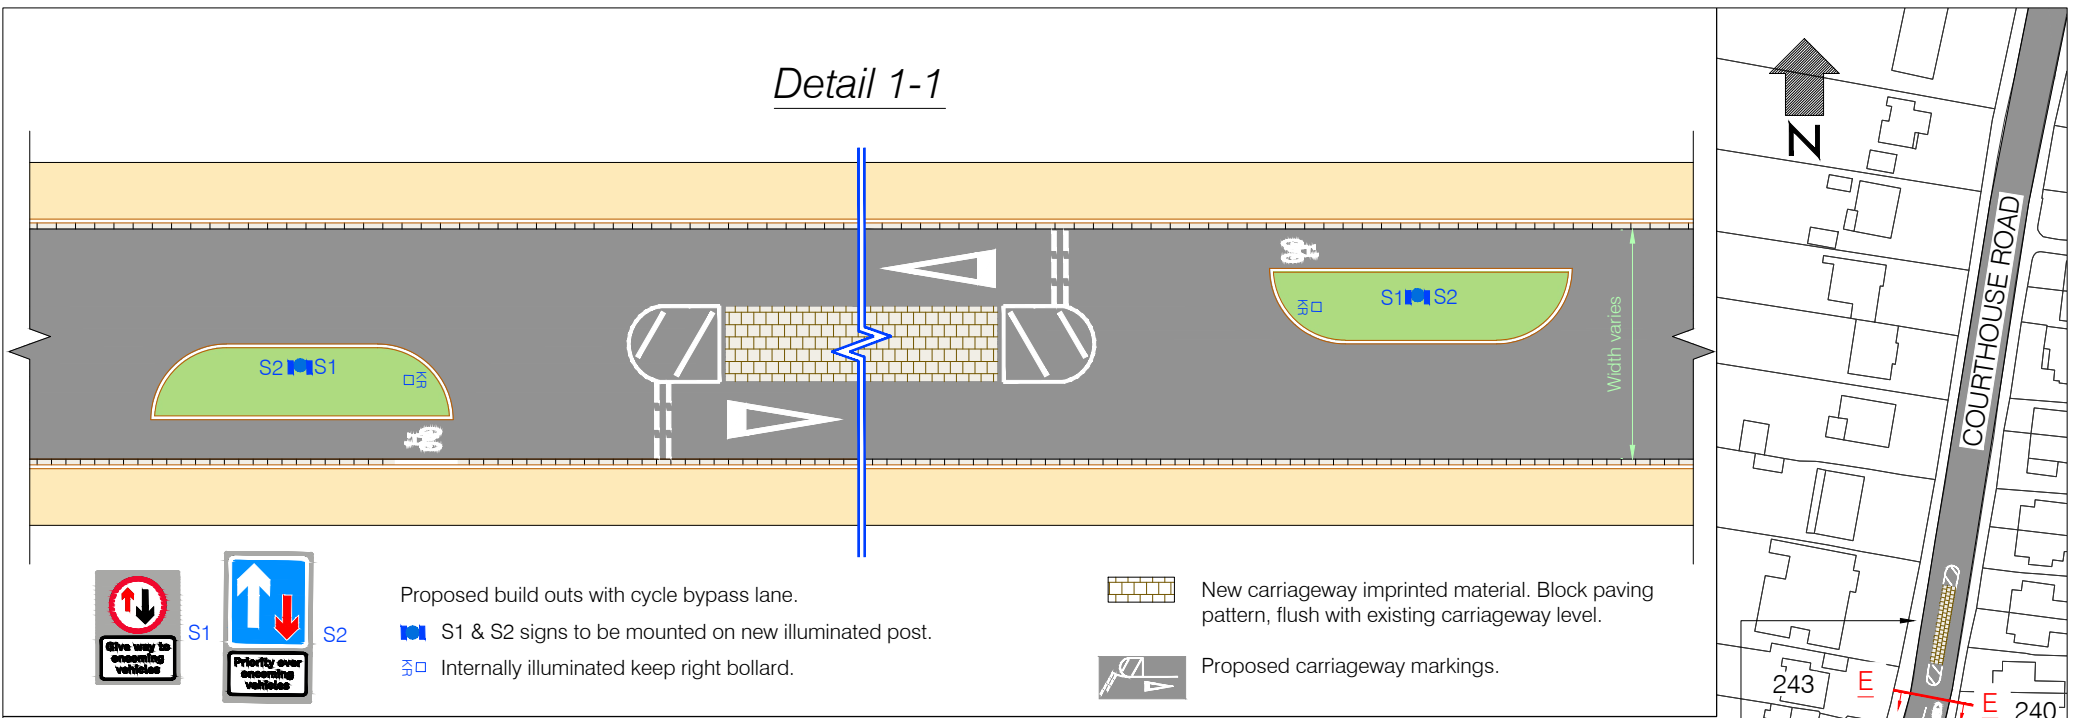 Detail 1-1
N
COURTHOUSE ROAD
S1 S2
KR
Width varies
S2 S1
KR
Give way to
oncoming
vehicles
S1
Priority over
oncoming
vehicles
S2
Proposed build outs with cycle bypass lane.
S1 & S2 signs to be mounted on new illuminated post.
KR Internally illuminated keep right bollard.
New carriageway imprinted material. Block paving
pattern, flush with existing carriageway level.
Proposed carriageway markings.
243
E
E
240